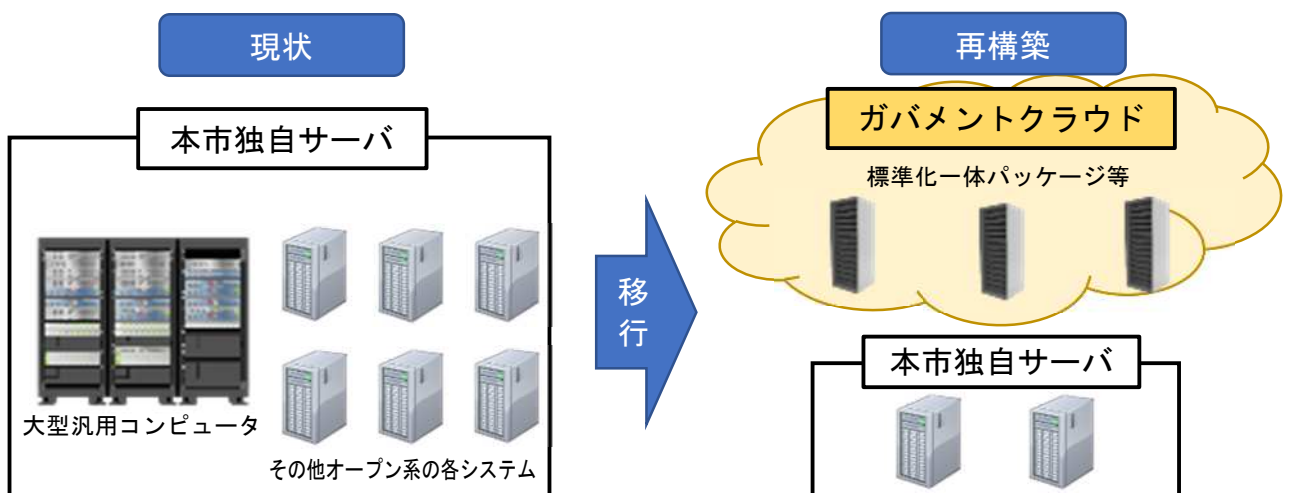 現状
本市独自サーバ
大型汎用コンピュータ
その他オープン系の各システム
移行
再構築
ガバメントクラウド
標準化一体パッケージ等
本市独自サーバ